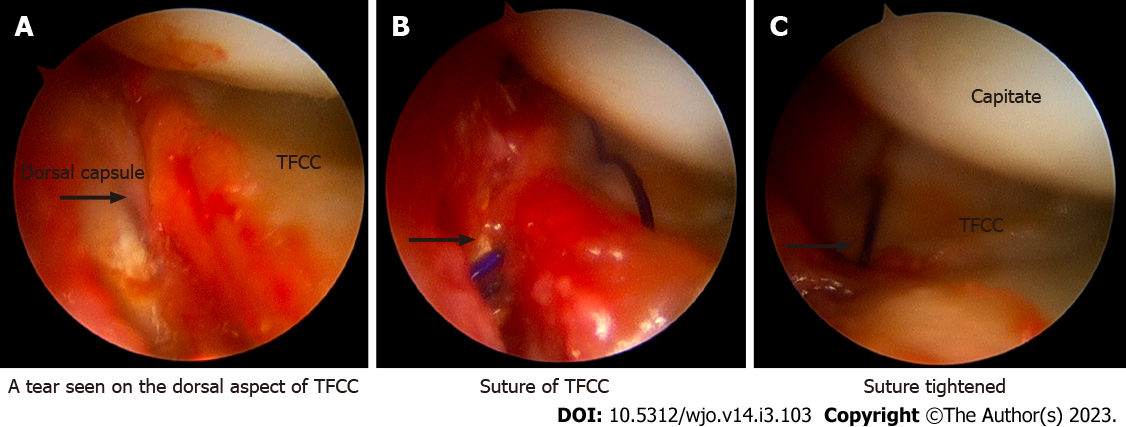 A
B
C
Capitate
Dorsal capsule
TFCC
TFCC
A tear seen on the dorsal aspect of TFCC
Suture of TFCC
Suture tightened
DOI: 10.5312/wjo.v14.i3.103 Copyright ©The Author(s) 2023.